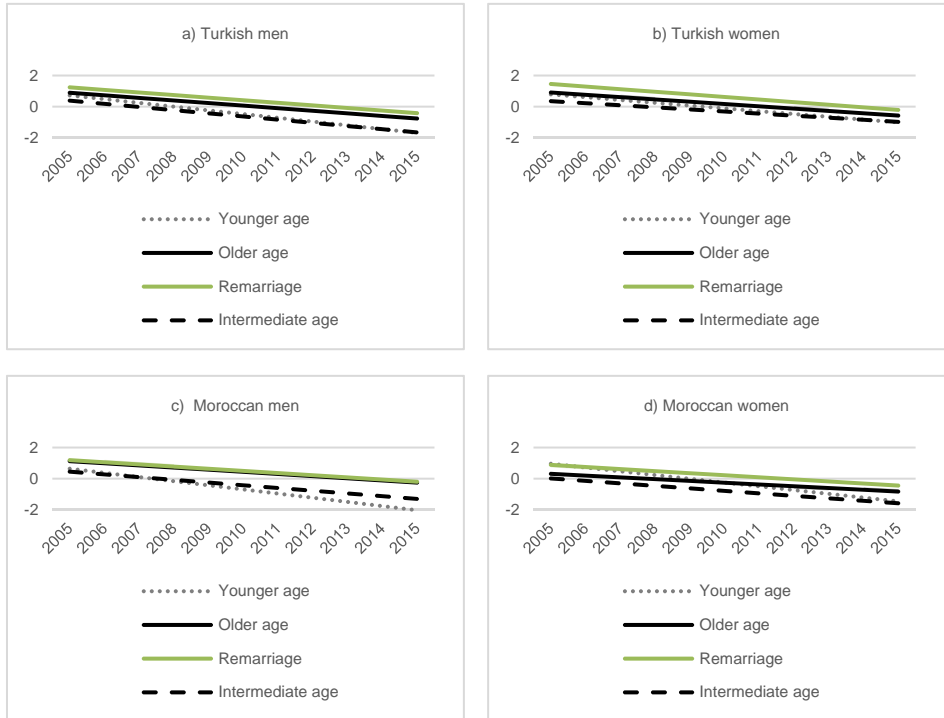 a) Turkish men
2
0
-2
2005 2006 2007 2008 2009 2010 2011 2012 2013 2014 2015
Younger age
Older age
Remarriage
Intermediate age
b) Turkish women
2
0
-2
2005 2006 2007 2008 2009 2010 2011 2012 2013 2014 2015
Younger age
Older age
Remarriage
Intermediate age
c) Moroccan men
2
0
-2
2005 2006 2007 2008 2009 2010 2011 2012 2013 2014 2015
Younger age
Older age
Remarriage
Intermediate age
d) Moroccan women
2
0
-2
2005 2006 2007 2008 2009 2010 2011 2012 2013 2014 2015
Younger age
Older age
Remarriage
Intermediate age